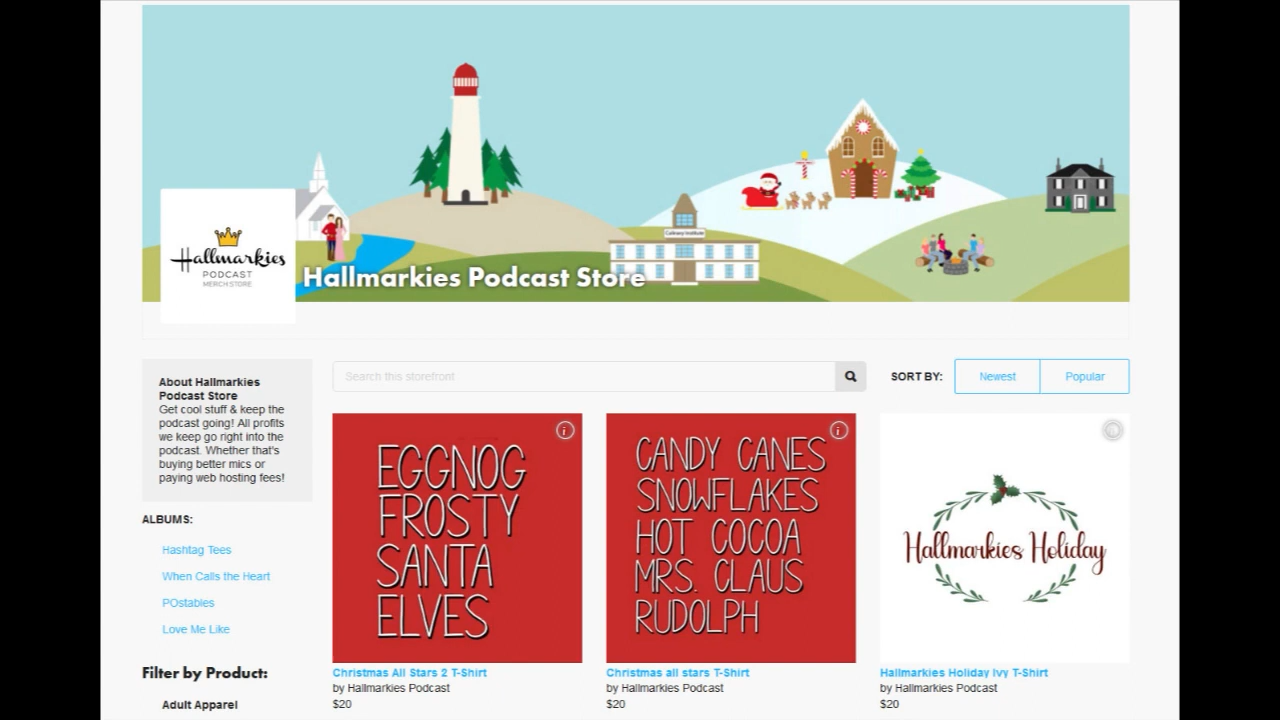 Culinary Institute
Hallmarkies
PODCAST
MERCH STORE
Hallmarkies Podcast Store
About Hallmarkies
Podcast Store
Get cool stuff & keep the
podcast going! All profits
we keep go right into the
podcast. Whether that's
buying better mics or
paying web hosting fees!
ALBUMS:
Hashtag Tees
When Calls the Heart
POstables
Love Me Like
Filter by Product:
Adult Apparel
Search this storefront
SORT BY:
Newest
Popular
EGGNOG
FROSTY
SANTA
ELVES
Christmas All Stars 2 T-Shirt
by Hallmarkies Podcast
$20
CANDY CANES
SNOWFLAKES
HOT COCOA
MRS. CLAUS
RUDOLPH
Christmas all stars T-Shirt
by Hallmarkies Podcast
$20
Hallmarkies Holiday
Hallmarkies Holiday Ivy T-Shirt
by Hallmarkies Podcast
$20